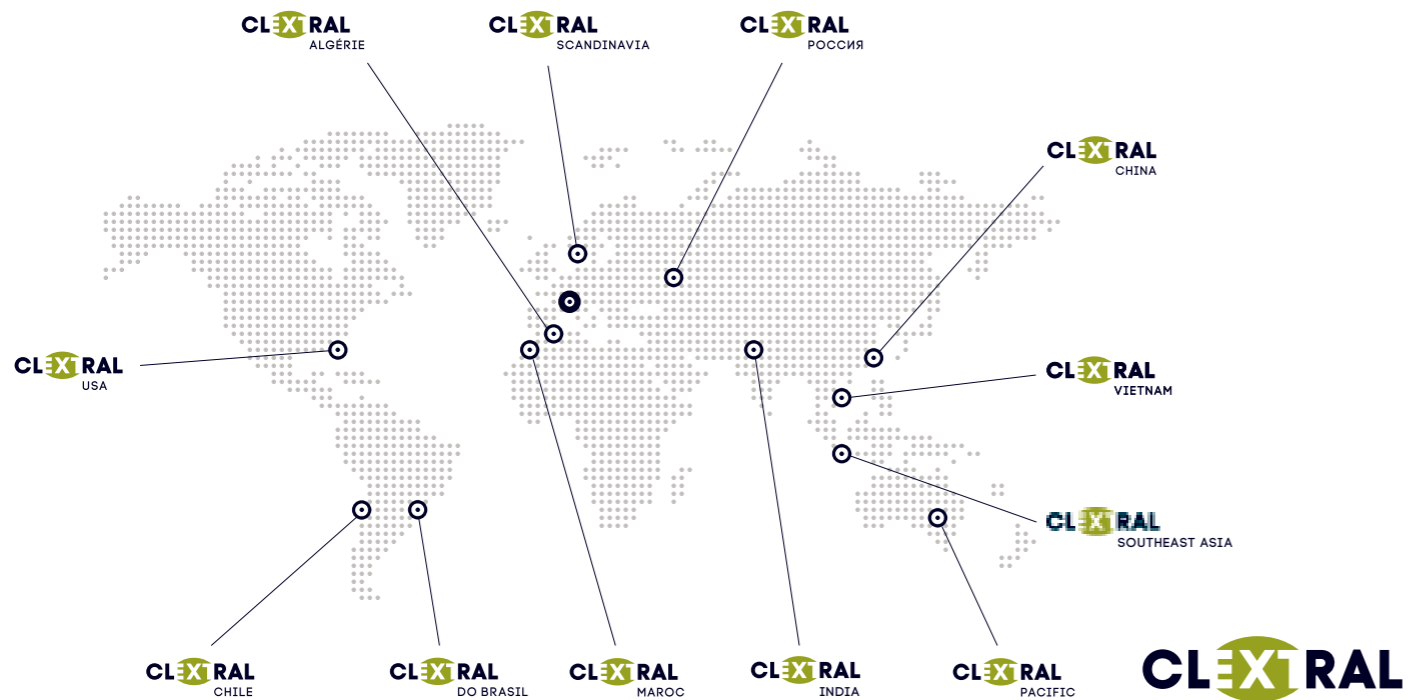 CLEXTRAL
ALGÉRIE
CLEXTRAL
SCANDINAVIA
CLEXTRAL
РОССИЯ
CLEXTRAL
CHINA
CLEXTRAL
USA
CLEXTRAL
VIETNAM
CLEXTRAL
SOUTHEAST ASIA
CLEXTRAL
CHILE
CLEXTRAL
DO BRASIL
CLEXTRAL
MAROC
CLEXTRAL
INDIA
CLEXTRAL
PACIFIC
CLEXTRAL